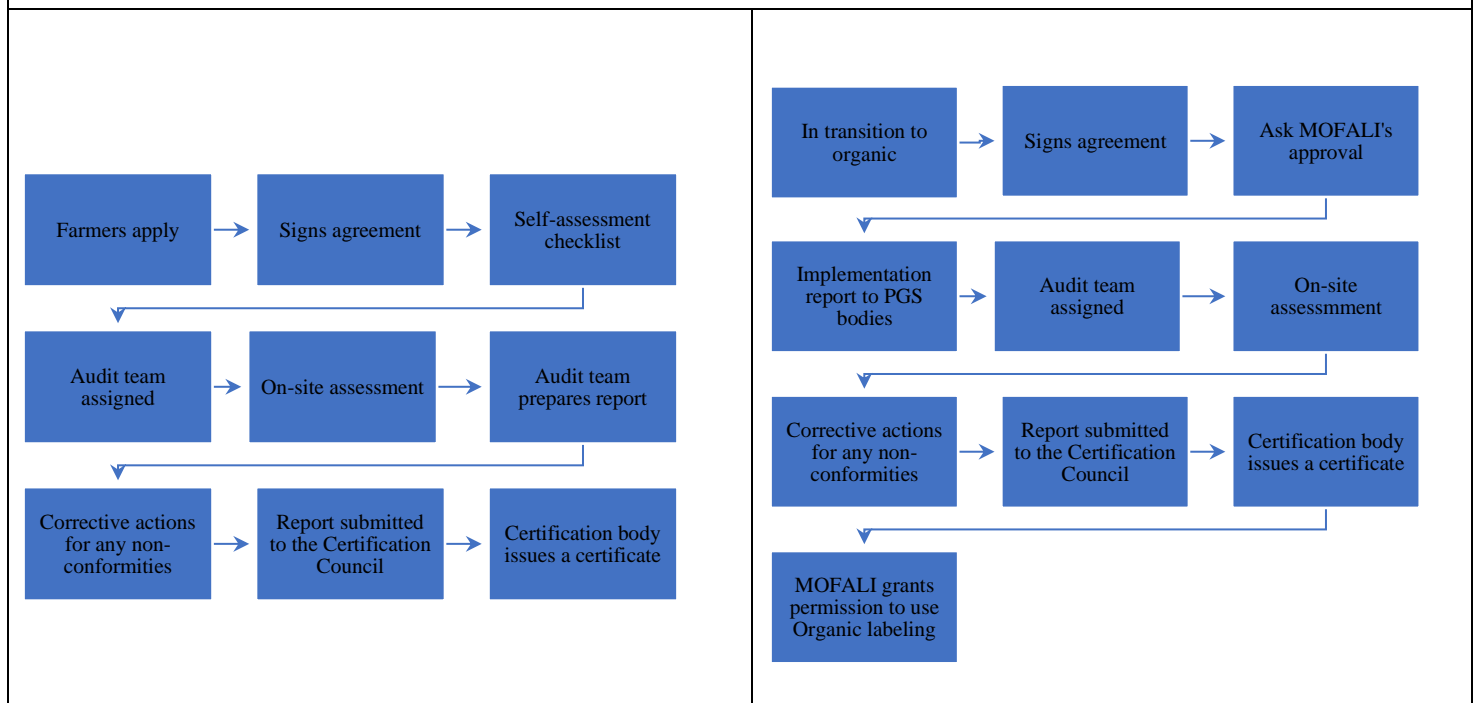 Farmers apply
Signs agreement
Self-assessment
checklist
Audit team
assigned
On-site assessment
Audit team
prepares report
Corrective actions
for any non-
conformities
Report submitted
to the Certification
Council
Certification body
issues a certificate
In transition to
organic
Signs agreement
Ask MOFALI's
approval
Implementation
report to PGS
bodies
Audit team
assigned
On-site
assessmment
Corrective actions
for any non-
conformities
Report submitted
to the Certification
Council
Certification body
issues a certificate
MOFALI grants
permission to use
Organic labeling